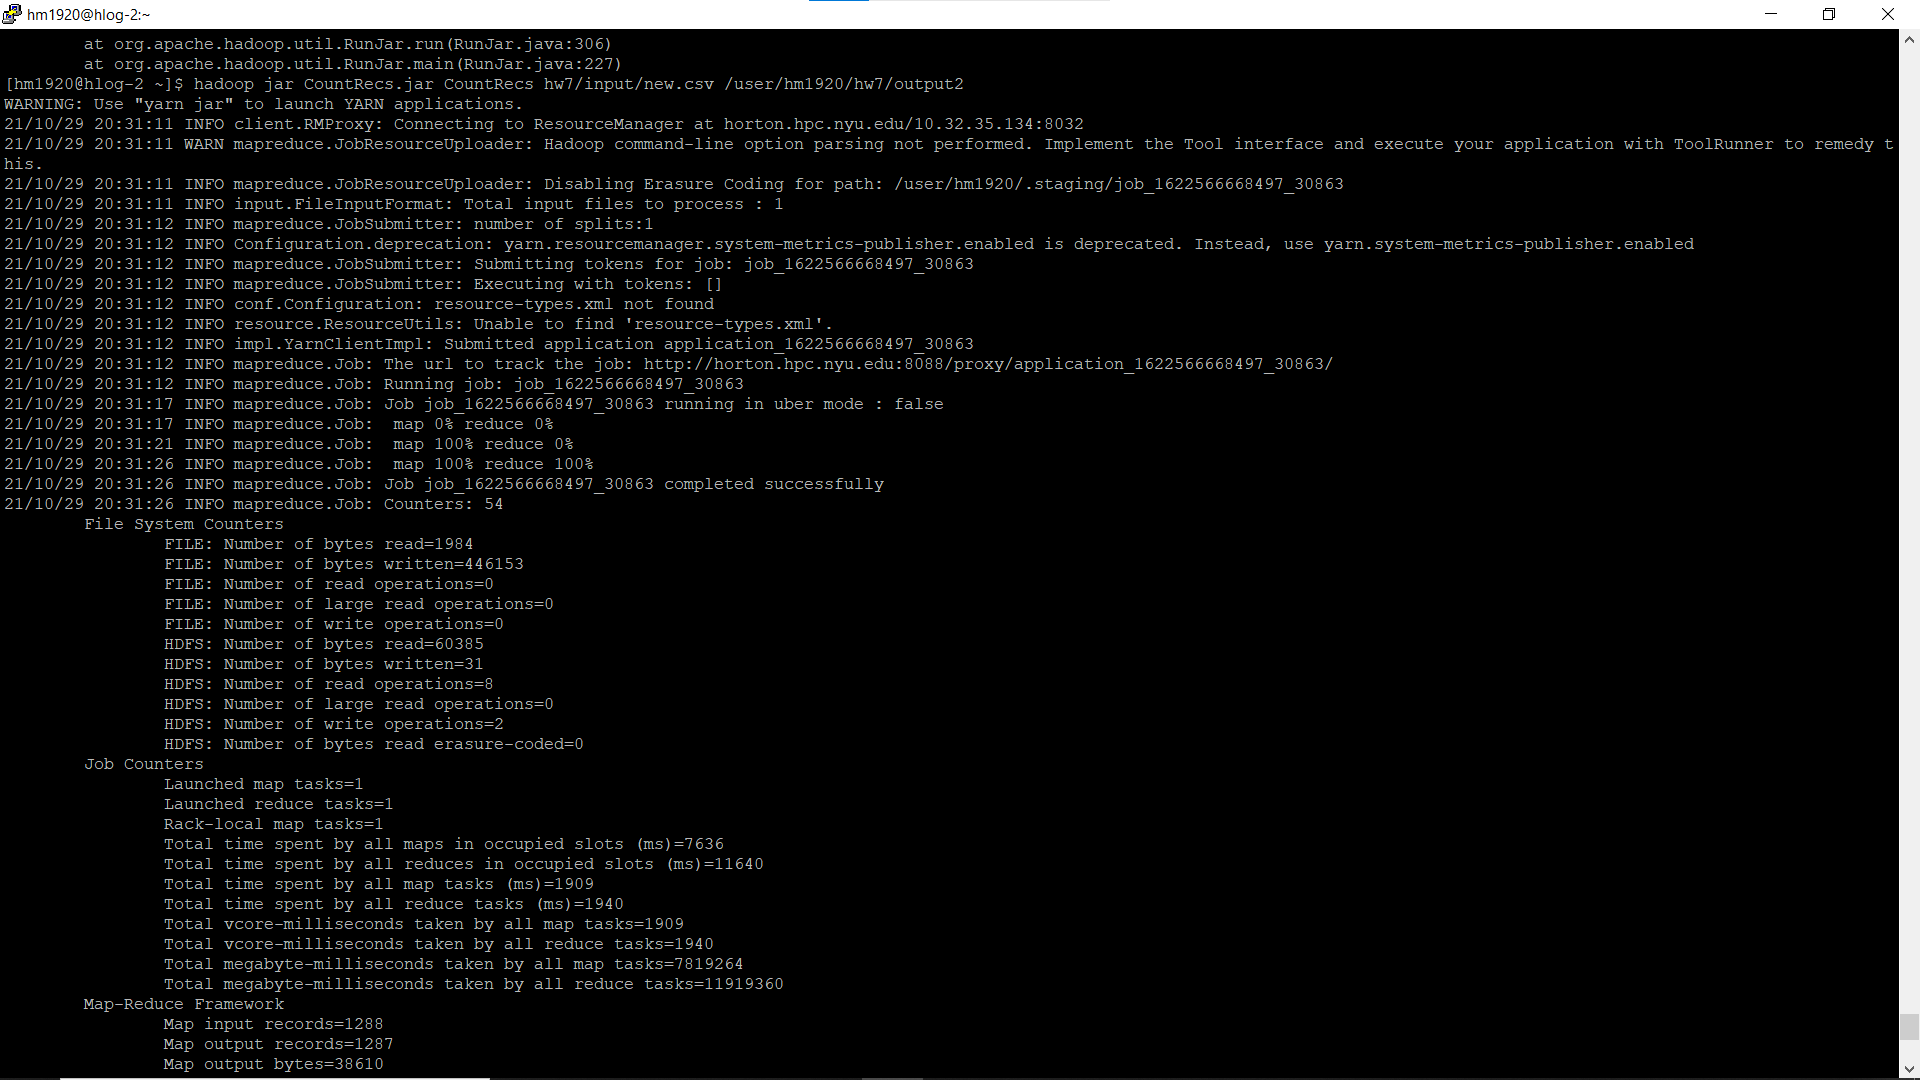 hm1920@hlog-2:~
        at org.apache.hadoop.util.RunJar.run(RunJar.java:306)
        at org.apache.hadoop.util.RunJar.main(RunJar.java:227)
[hm1920@hlog-2 ~]$ hadoop jar CountRecs.jar CountRecs hw7/input/new.csv /user/hm1920/hw7/output2
WARNING: Use "yarn jar" to launch YARN applications.
21/10/29 20:31:11 INFO client.RMProxy: Connecting to ResourceManager at horton.hpc.nyu.edu/10.32.35.134:8032
21/10/29 20:31:11 WARN mapreduce.JobResourceUploader: Hadoop command-line option parsing not performed. Implement the Tool interface and execute your application with ToolRunner to remedy t
his.
21/10/29 20:31:11 INFO mapreduce.JobResourceUploader: Disabling Erasure Coding for path: /user/hm1920/.staging/job_1622566668497_30863
21/10/29 20:31:11 INFO input.FileInputFormat: Total input files to process : 1
21/10/29 20:31:12 INFO mapreduce.JobSubmitter: number of splits:1
21/10/29 20:31:12 INFO Configuration.deprecation: yarn.resourcemanager.system-metrics-publisher.enabled is deprecated. Instead, use yarn.system-metrics-publisher.enabled
21/10/29 20:31:12 INFO mapreduce.JobSubmitter: Submitting tokens for job: job_1622566668497_30863
21/10/29 20:31:12 INFO mapreduce.JobSubmitter: Executing with tokens: []
21/10/29 20:31:12 INFO conf.Configuration: resource-types.xml not found
21/10/29 20:31:12 INFO resource.ResourceUtils: Unable to find 'resource-types.xml'.
21/10/29 20:31:12 INFO impl.YarnClientImpl: Submitted application application_1622566668497_30863
21/10/29 20:31:12 INFO mapreduce.Job: The url to track the job: http://horton.hpc.nyu.edu:8088/proxy/application_1622566668497_30863/
21/10/29 20:31:12 INFO mapreduce.Job: Running job: job_1622566668497_30863
21/10/29 20:31:17 INFO mapreduce.Job: Job job_1622566668497_30863 running in uber mode : false
21/10/29 20:31:17 INFO mapreduce.Job:  map 0% reduce 0%
21/10/29 20:31:21 INFO mapreduce.Job:  map 100% reduce 0%
21/10/29 20:31:26 INFO mapreduce.Job:  map 100% reduce 100%
21/10/29 20:31:26 INFO mapreduce.Job: Job job_1622566668497_30863 completed successfully
21/10/29 20:31:26 INFO mapreduce.Job: Counters: 54
        File System Counters
                FILE: Number of bytes read=1984
                FILE: Number of bytes written=446153
                FILE: Number of read operations=0
                FILE: Number of large read operations=0
                FILE: Number of write operations=0
                HDFS: Number of bytes read=60385
                HDFS: Number of bytes written=31
                HDFS: Number of read operations=8
                HDFS: Number of large read operations=0
                HDFS: Number of write operations=2
                HDFS: Number of bytes read erasure-coded=0
        Job Counters
                Launched map tasks=1
                Launched reduce tasks=1
                Rack-local map tasks=1
                Total time spent by all maps in occupied slots (ms)=7636
                Total time spent by all reduces in occupied slots (ms)=11640
                Total time spent by all map tasks (ms)=1909
                Total time spent by all reduce tasks (ms)=1940
                Total vcore-milliseconds taken by all map tasks=1909
                Total vcore-milliseconds taken by all reduce tasks=1940
                Total megabyte-milliseconds taken by all map tasks=7819264
                Total megabyte-milliseconds taken by all reduce tasks=11919360
        Map-Reduce Framework
                Map input records=1288
                Map output records=1287
                Map output bytes=38610